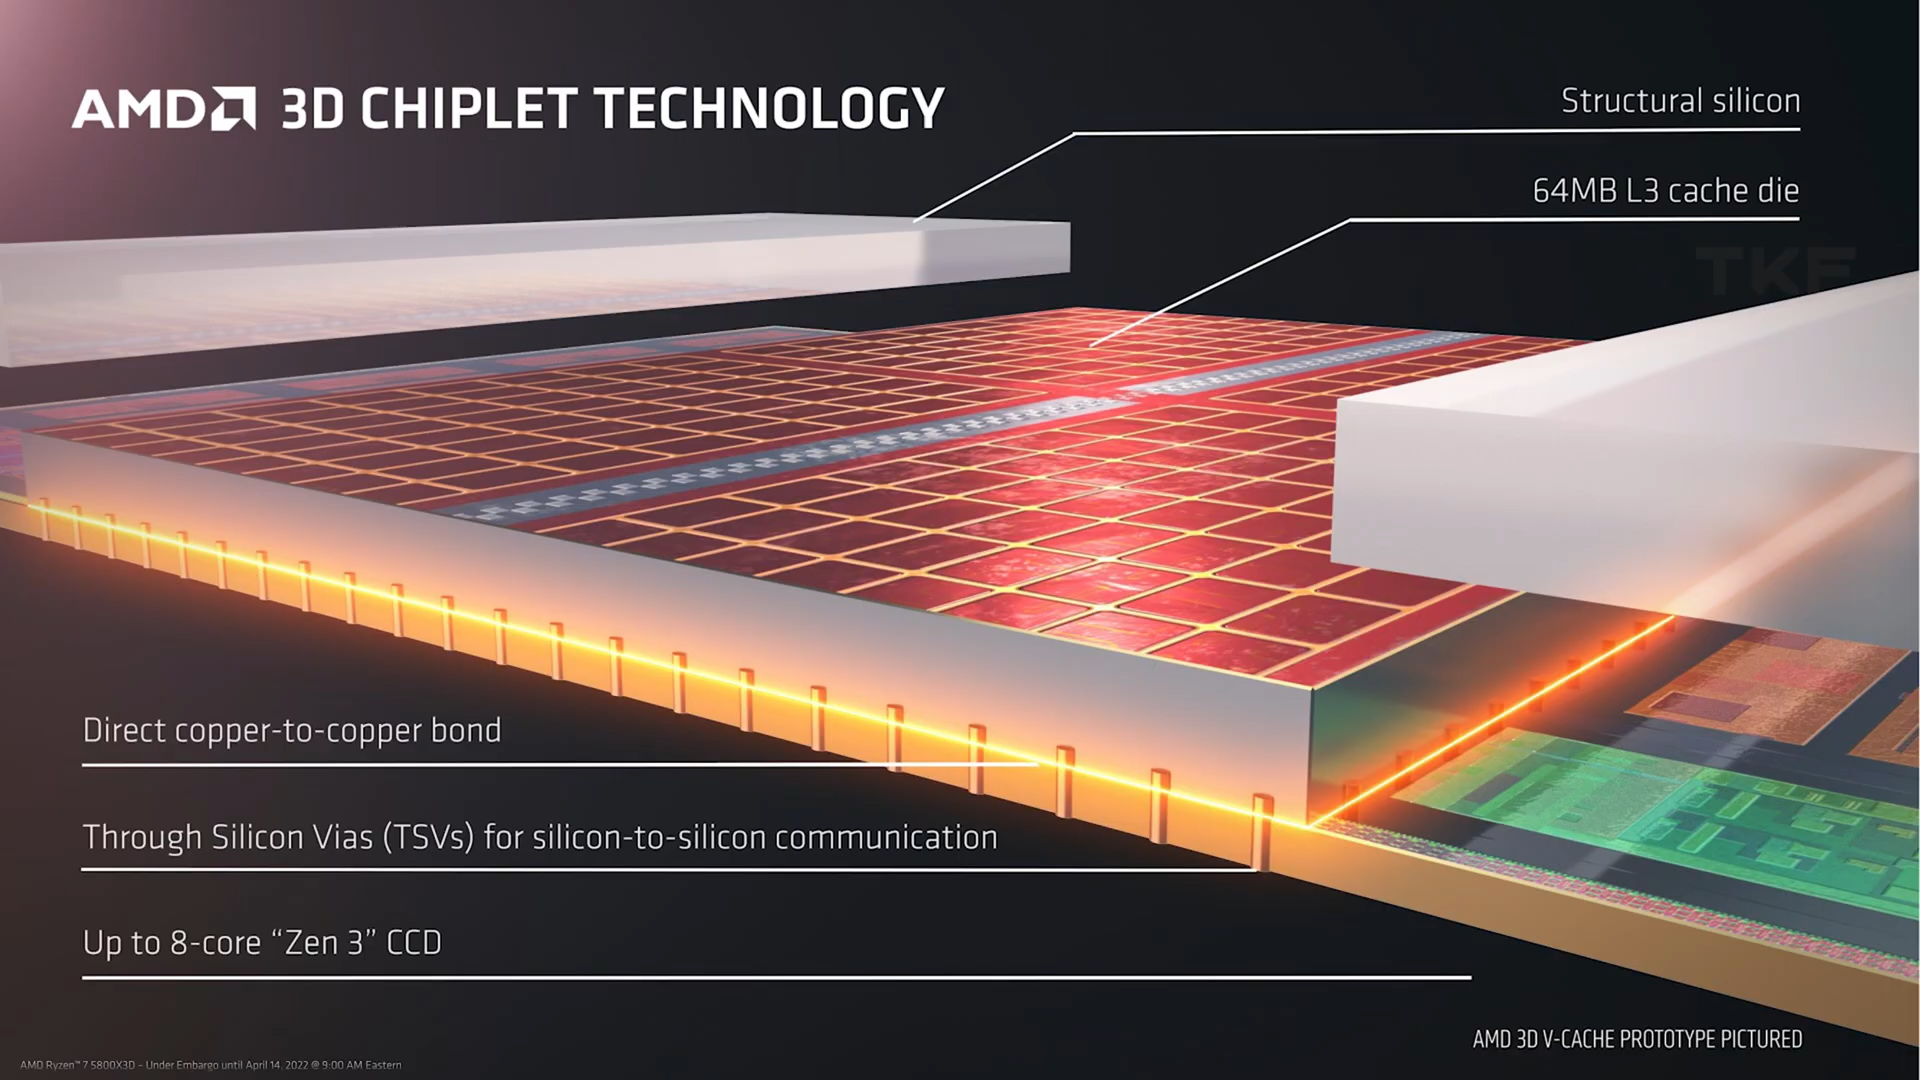 AMD 3D CHIPLET TECHNOLOGY
Structural silicon
64MB L3 cache die
TKF
Direct copper-to-copper bond
Through Silicon Vias (TSVs) for silicon-to-silicon communication
Up to 8-core “Zen 3” CCD
AMD 3D V-CACHE PROTOTYPE PICTURED
AMD Ryzen™ 7 5800X3D – Under Embargo until April 14, 2022 @ 9:00 AM Eastern